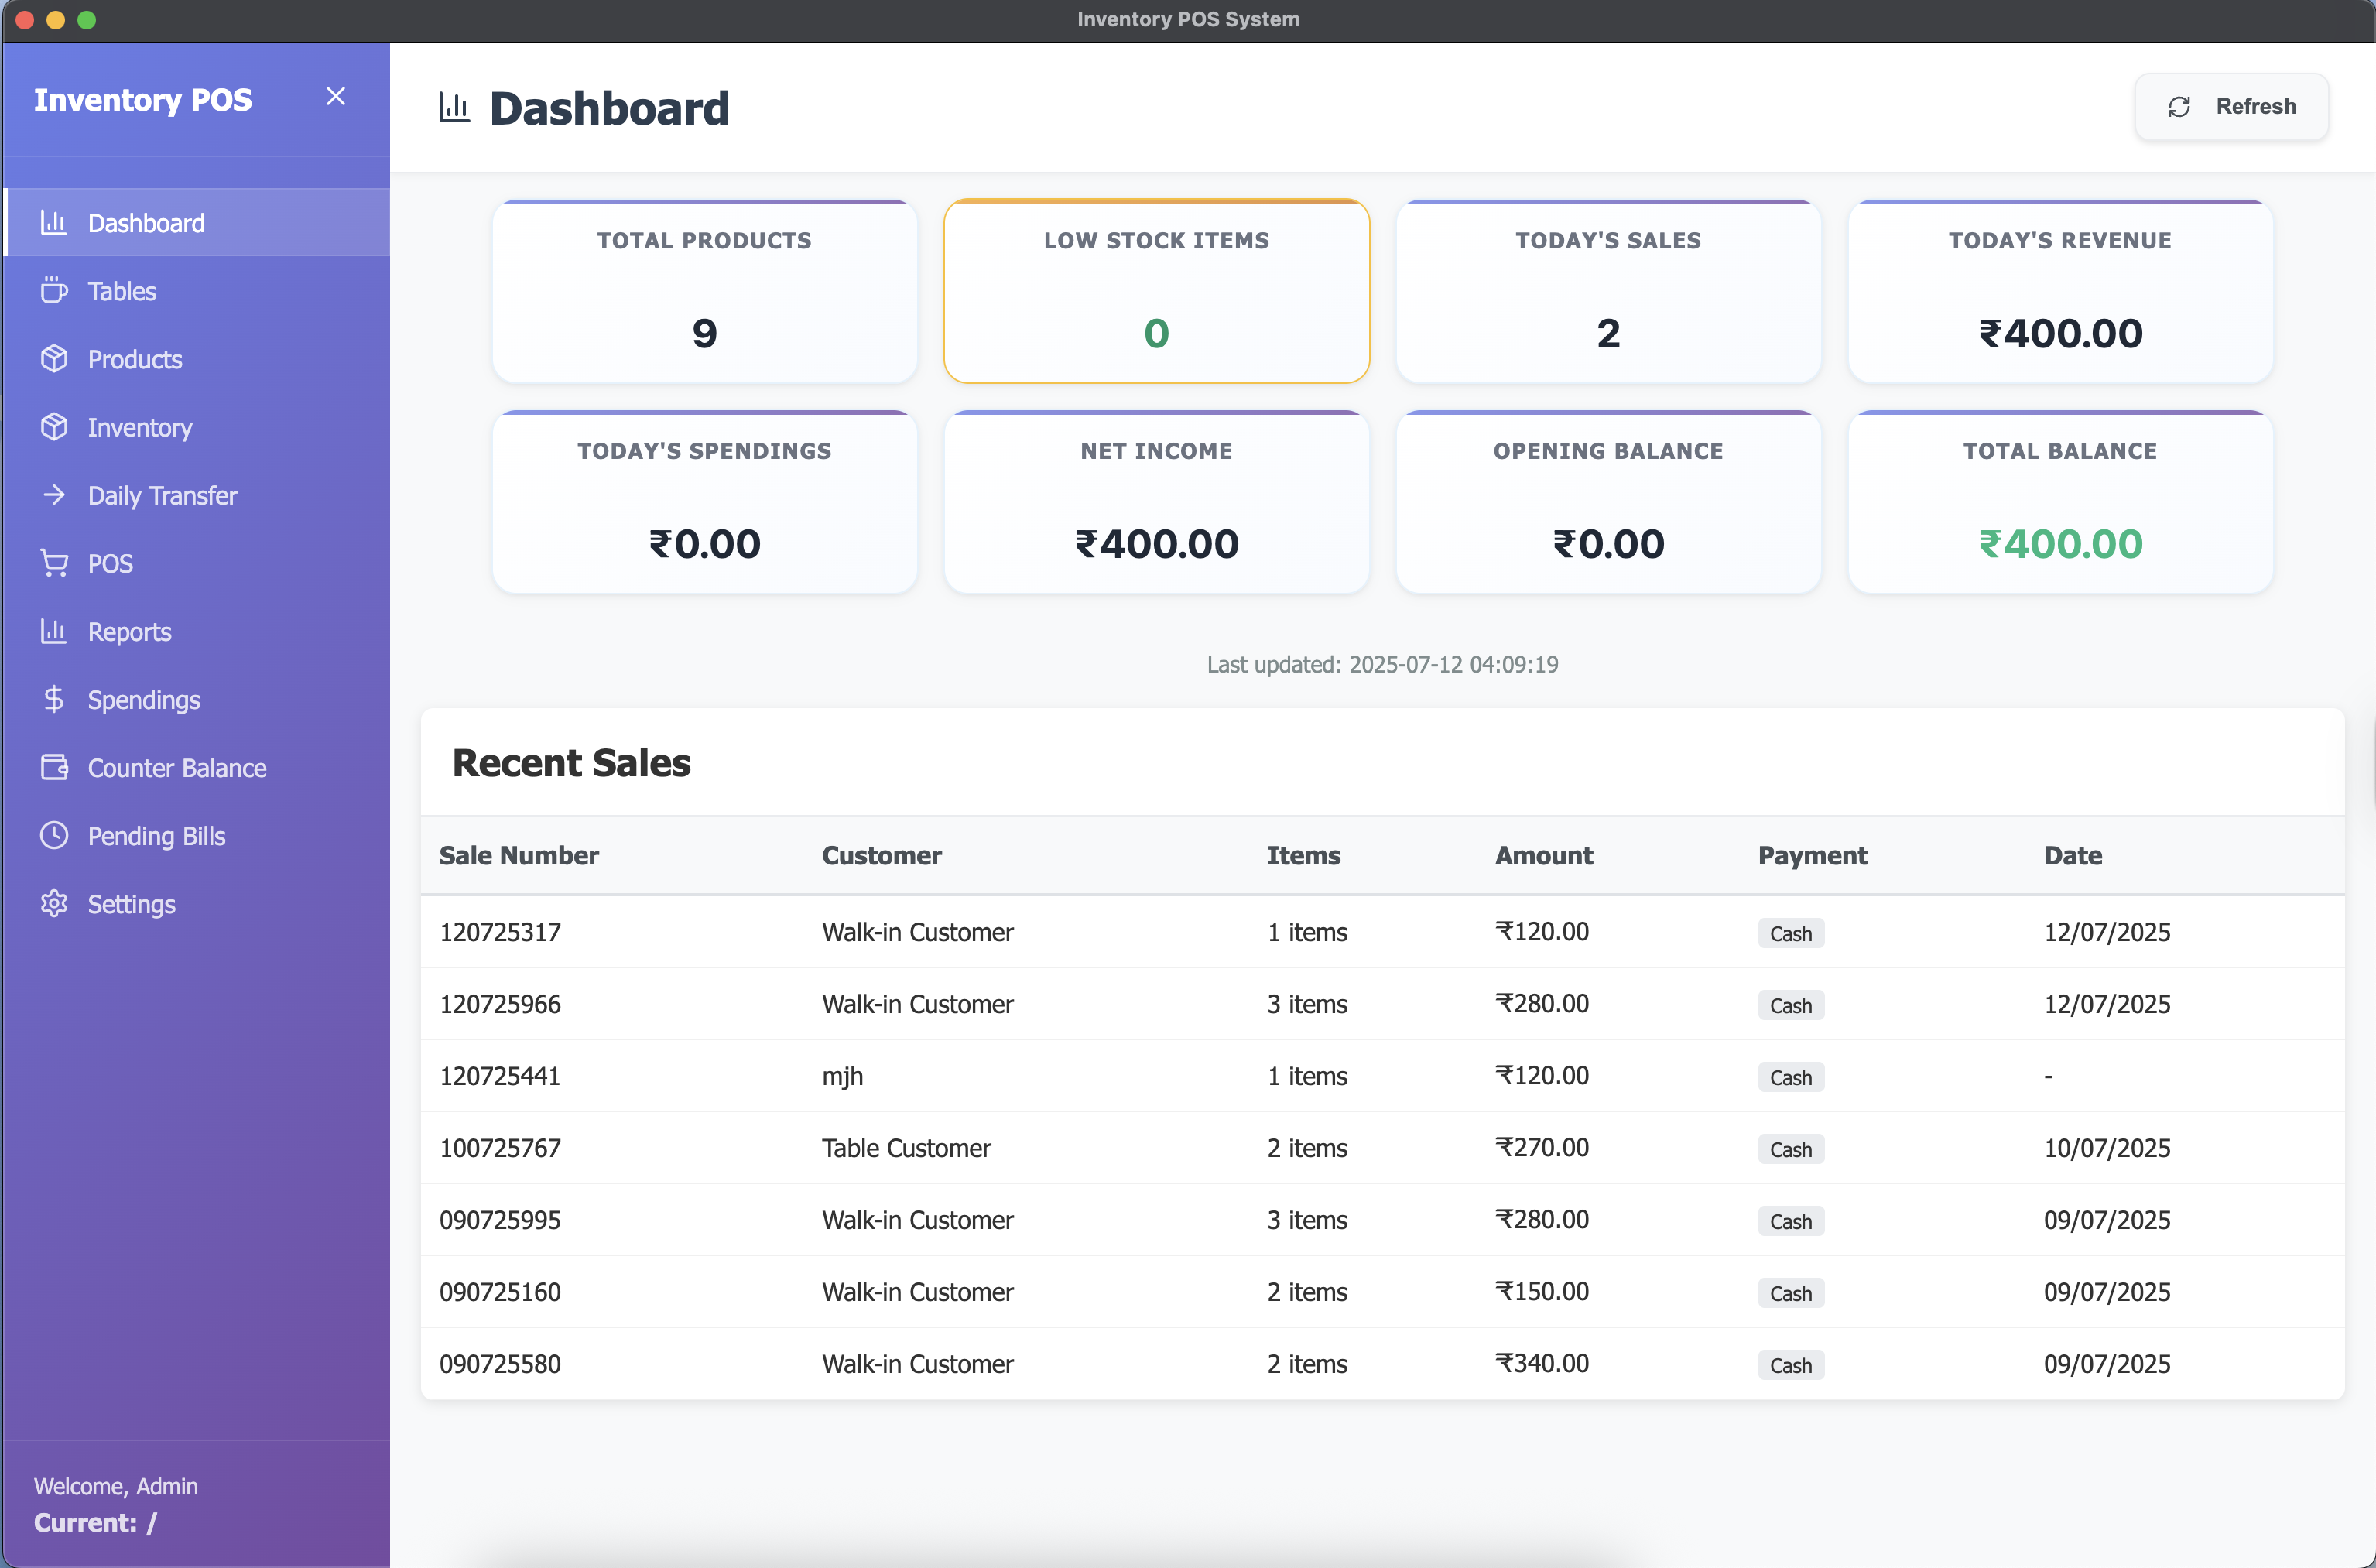 Inventory POS System
Inventory POS
Dashboard
Tables
Products
Inventory
Daily Transfer
POS
Reports
Spendings
Counter Balance
Pending Bills
Settings
Welcome, Admin
Current: /
Dashboard
Refresh
TOTAL PRODUCTS
9
LOW STOCK ITEMS
0
TODAY'S SALES
2
TODAY'S REVENUE
₹400.00
TODAY'S SPENDINGS
₹0.00
NET INCOME
₹400.00
OPENING BALANCE
₹0.00
TOTAL BALANCE
₹400.00
Last updated: 2025-07-12 04:09:19
Recent Sales
Sale Number Customer Items Amount Payment Date
120725317 Walk-in Customer 1 items ₹120.00 Cash 12/07/2025
120725966 Walk-in Customer 3 items ₹280.00 Cash 12/07/2025
120725441 mjh 1 items ₹120.00 Cash -
100725767 Table Customer 2 items ₹270.00 Cash 10/07/2025
090725995 Walk-in Customer 3 items ₹280.00 Cash 09/07/2025
090725160 Walk-in Customer 2 items ₹150.00 Cash 09/07/2025
090725580 Walk-in Customer 2 items ₹340.00 Cash 09/07/2025